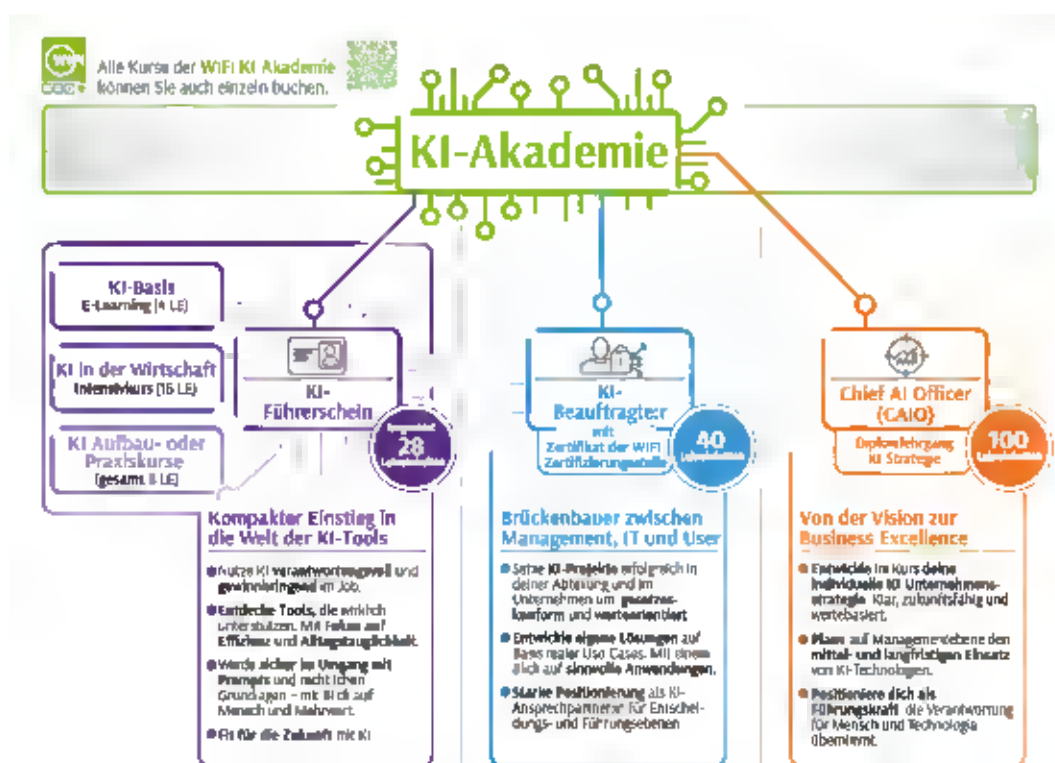 Alle Kurse der WIFI KI Akademie
können Sie auch einzeln buchen.
KI-Akademie
KI-Basis
E-Learning (4 LE)
KI in der Wirtschaft
Intensivkurs (16 LE)
KI Aufbau- oder
Praxiskurse
(gesamt 8 LE)
KI-
Führerschein
28
KI-
Beauftragte:r
mit
Zertifikat der WIFI
Zertifizierungsstelle
40
Chief AI Officer
(CAIO)
Diplomlehrgang
KI Strategie
100
Kompakter Einstieg in
die Welt der KI-Tools
Nutze KI verantwortungsvoll und
gewinnbringend im Job.
Entdecke Tools, die wirklich
unterstützen. Mit Fokus auf
Effizienz und Alltagstauglichkeit.
Werde sicher im Umgang mit
Prompts und rechtlichen
Grundlagen – mit Blick auf
Mensch und Mehrwert.
Fit für die Zukunft mit KI
Brückenbauer zwischen
Management, IT und User
Setze KI-Projekte erfolgreich in
deiner Abteilung und im
Unternehmen um: gesetzes-
konform und werteorientiert
Entwickle eigene Lösungen auf
Basis realer Use Cases. Mit einem
Blick auf sinnvolle Anwendungen.
Starke Positionierung als KI-
Ansprechpartner:in für Entschei-
dungs- und Führungsebenen
Von der Vision zur
Business Excellence
Entwickle im Kurs deine
individuelle KI Unternehmens-
strategie. Klar, zukunftsfähig und
wertebasiert.
Plane auf Managementebene den
mittel- und langfristigen Einsatz
von KI-Technologien.
Positioniere dich als
Führungskraft, die Verantwortung
für Mensch und Technologie
übernimmt.